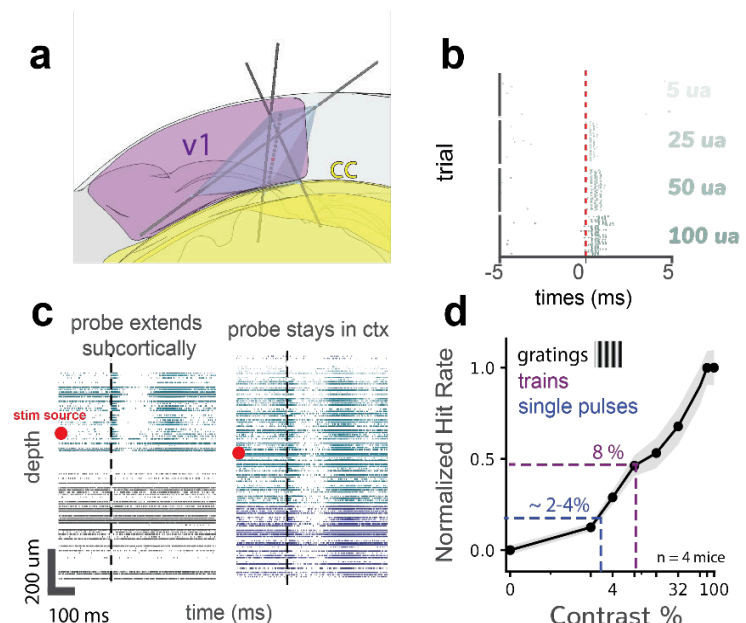 a
v1
cc
b
trial
5 ua
25 ua
50 ua
100 ua
-5
0
5
times (ms)
c
probe extends
subcortically
probe stays in ctx
stim source
depth
200 um
100 ms
time (ms)
d
Normalized Hit Rate
1.0
0.5
0.0
gratings
trains
single pulses
8 %
~ 2-4%
n = 4 mice
0
4
32
100
Contrast %